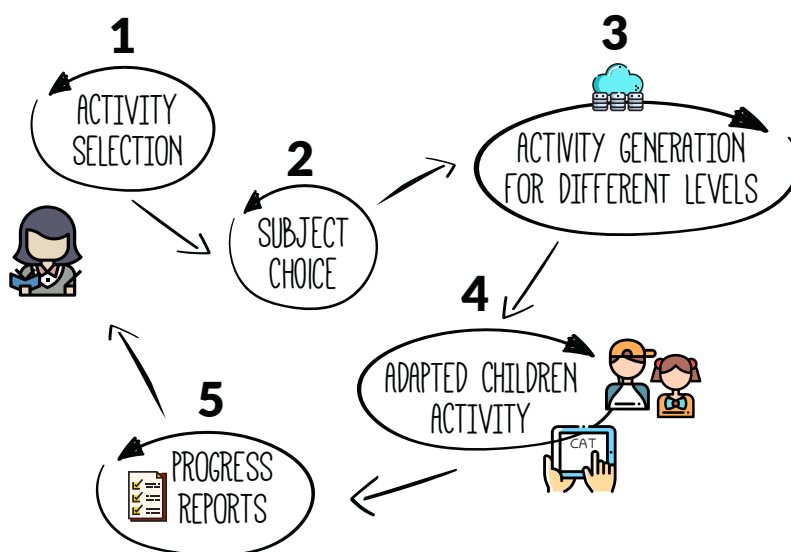 1
ACTIVITY
SELECTION
2
SUBJECT
CHOICE
3
ACTIVITY GENERATION
FOR DIFFERENT LEVELS
4
ADAPTED CHILDREN
ACTIVITY
CAT
5
PROGRESS
REPORTS